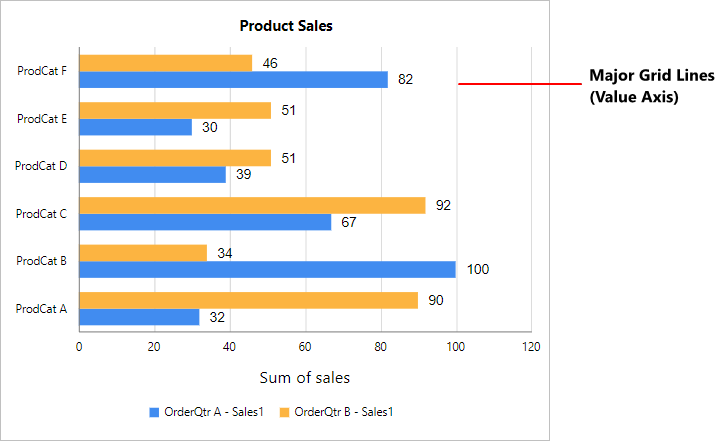 Product Sales
ProdCat F
46
82
Major Grid Lines
(Value Axis)
ProdCat E
51
30
ProdCat D
51
39
ProdCat C
92
67
ProdCat B
34
100
ProdCat A
90
32
0 20 40 60 80 100 120
Sum of sales
OrderQtr A - Sales1 OrderQtr B - Sales1